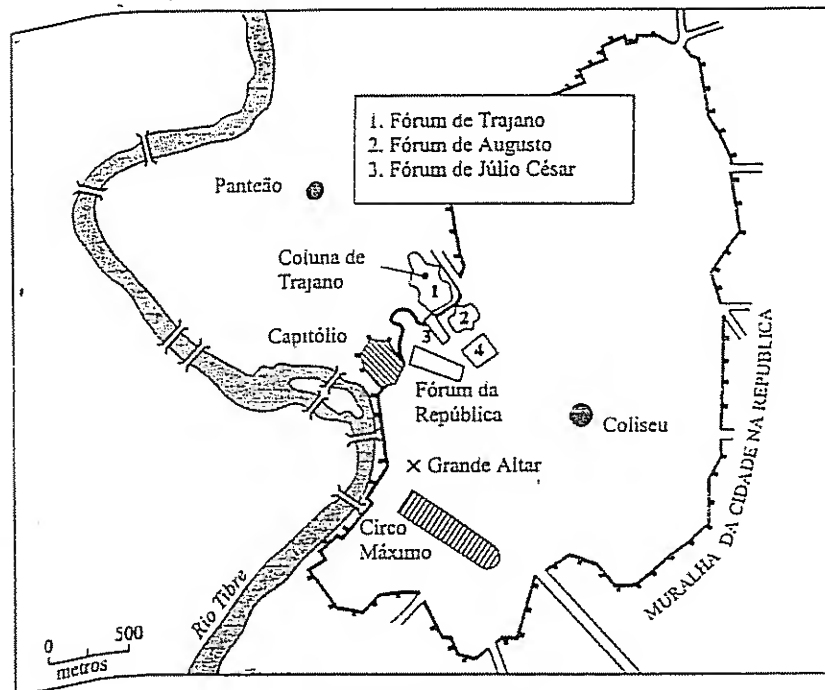 1. Fórum de Trajano
2. Fórum de Augusto
3. Fórum de Júlio César
Panteão
Coluna de
Trajano
1
2
3
4
Capitólio
Fórum da
República
Coliseu
Grande Altar
Circo
Máximo
MURALHA DA CIDADE NA REPUBLICA
Rio Tibre
0 500
metros